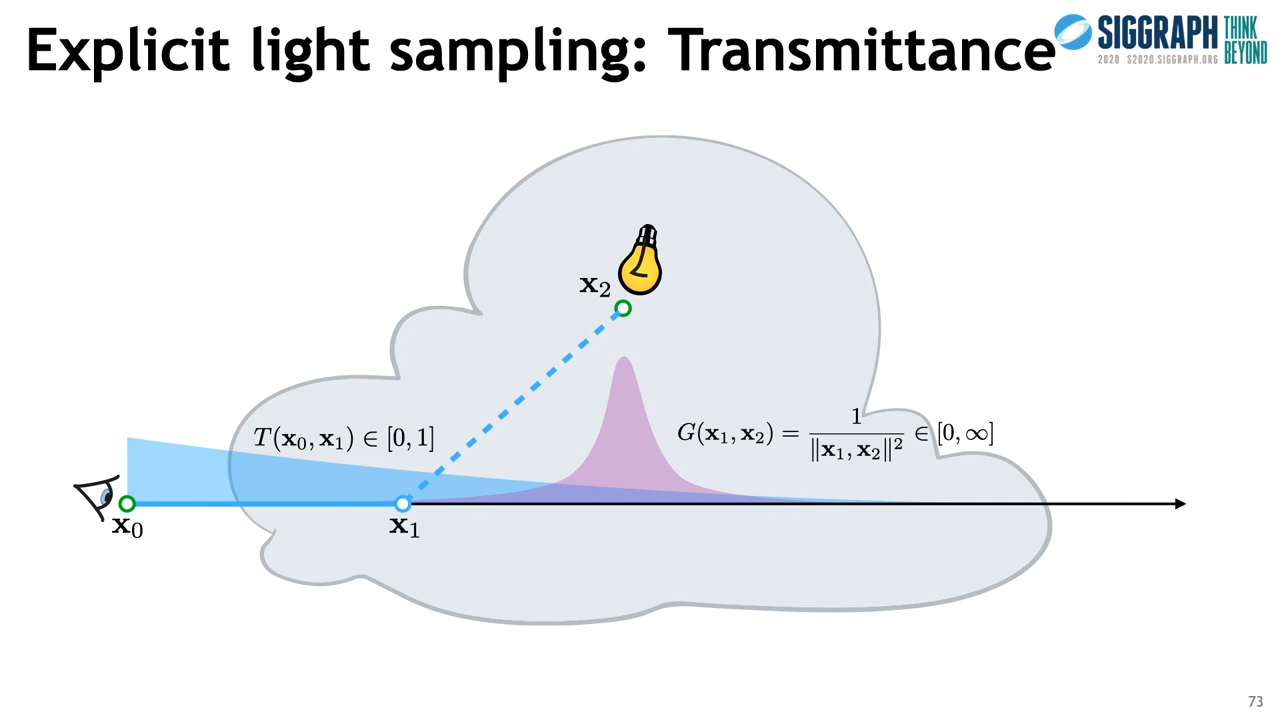 Explicit light sampling: Transmittance
SIGGRAPH THINK BEYOND
2020 S2020.SIGGRAPH.ORG
x₂
T(x₀, x₁) ∈ [0, 1]
G(x₁, x₂) = 1 / ‖x₁, x₂‖² ∈ [0, ∞]
x₀
x₁
73